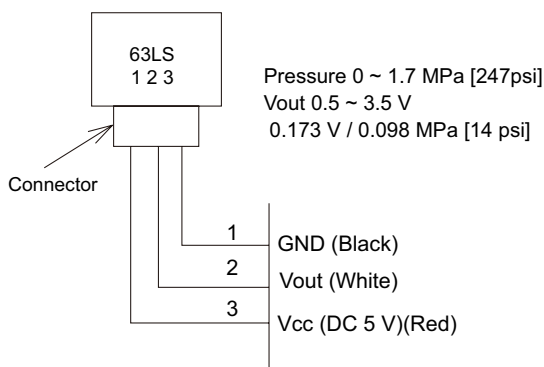 63LS
1 2 3
Pressure 0 ~ 1.7 MPa [247psi]
Vout 0.5 ~ 3.5 V
0.173 V / 0.098 MPa [14 psi]
Connector
1
GND (Black)
2
Vout (White)
3
Vcc (DC 5 V)(Red)